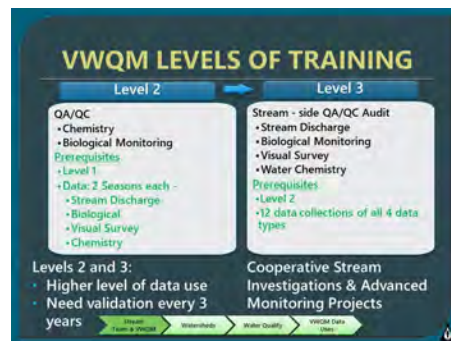 VWQM LEVELS OF TRAINING
Level 2
QA/QC
•Chemistry
•Biological Monitoring
Prerequisites
•Level 1
•Data: 2 Seasons each -
•Stream Discharge
•Biological
•Visual Survey
•Chemistry
Level 3
Stream - side QA/QC Audit
•Stream Discharge
•Biological Monitoring
•Visual Survey
•Water Chemistry
Prerequisites
•Level 2
•12 data collections of all 4 data
types
Levels 2 and 3:
• Higher level of data use
• Need validation every 3
years
Cooperative Stream
Investigations & Advanced
Monitoring Projects
Stream
Team & VWQM
Watersheds
Water Quality
VWQM Data
Uses